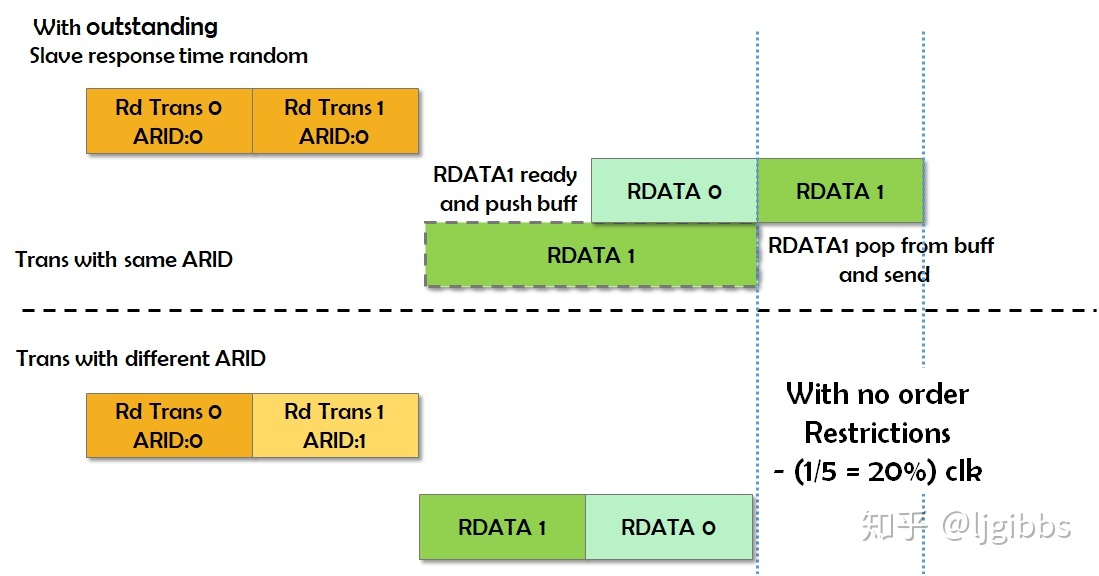 With outstanding
Slave response time random
Rd Trans 0
ARID:0
Rd Trans 1
ARID:0
RDATA1 ready
and push buff
RDATA 0
RDATA 1
RDATA 1
RDATA1 pop from buff
and send
Trans with same ARID
Trans with different ARID
Rd Trans 0
ARID:0
Rd Trans 1
ARID:1
With no order
Restrictions
- (1/5 = 20%) clk
RDATA 1
RDATA 0
知乎 @ljgibbs